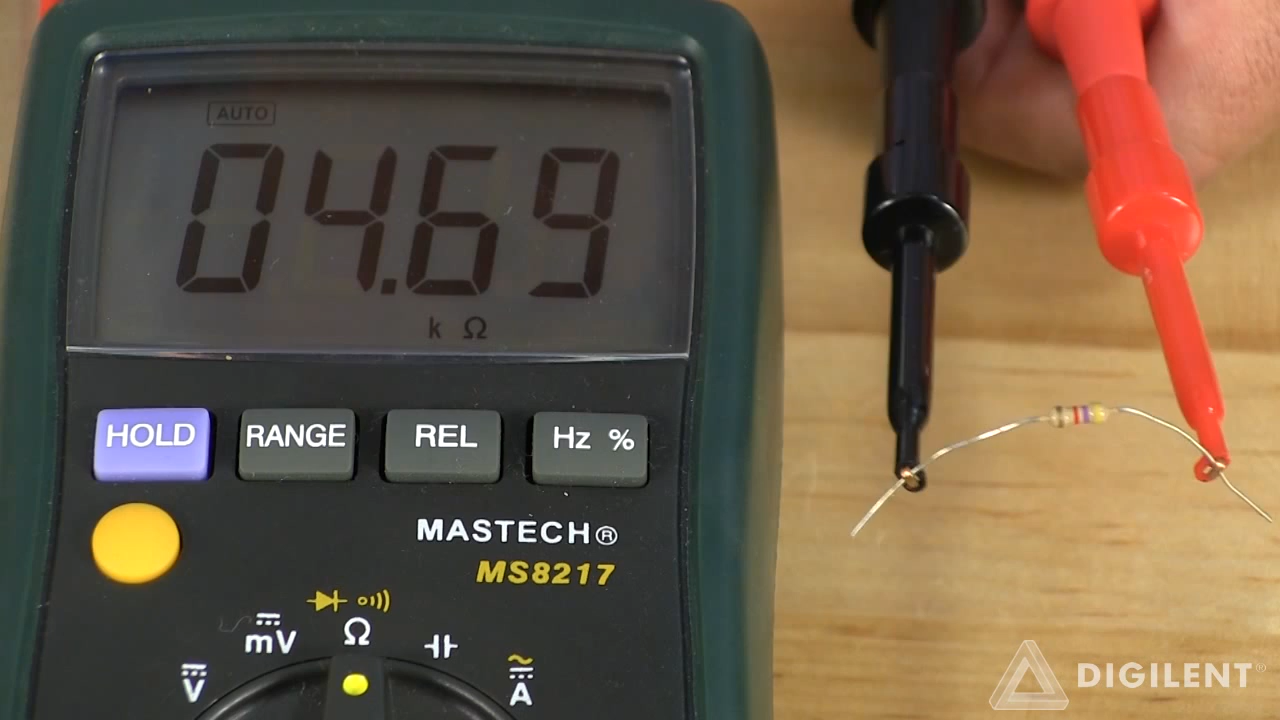 AUTO
04.69
k Ω
HOLD RANGE REL Hz %
MASTECH®
MS8217
Ω
mV
V
A
DIGILENT®